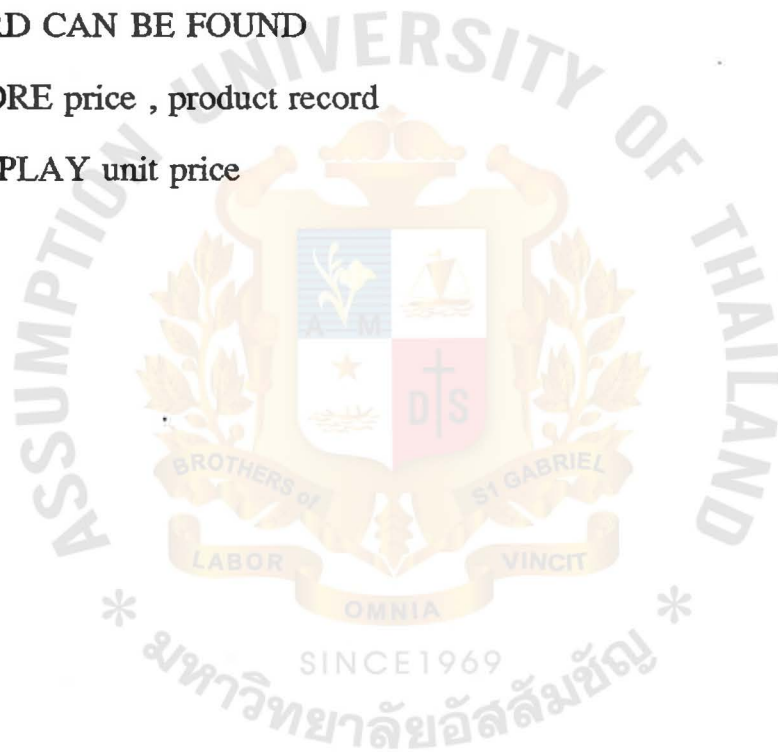 RD CAN BE FOUND
ORE price , product record
PLAY unit price
ASSUMPTION UNIVERSITY OF THAILAND
A M
D S
BROTHERS of ST GABRIEL
LABOR VINCIT
OMNIA
* SINCE1969 *
มหาวิทยาลัยอัสสัมชัญ